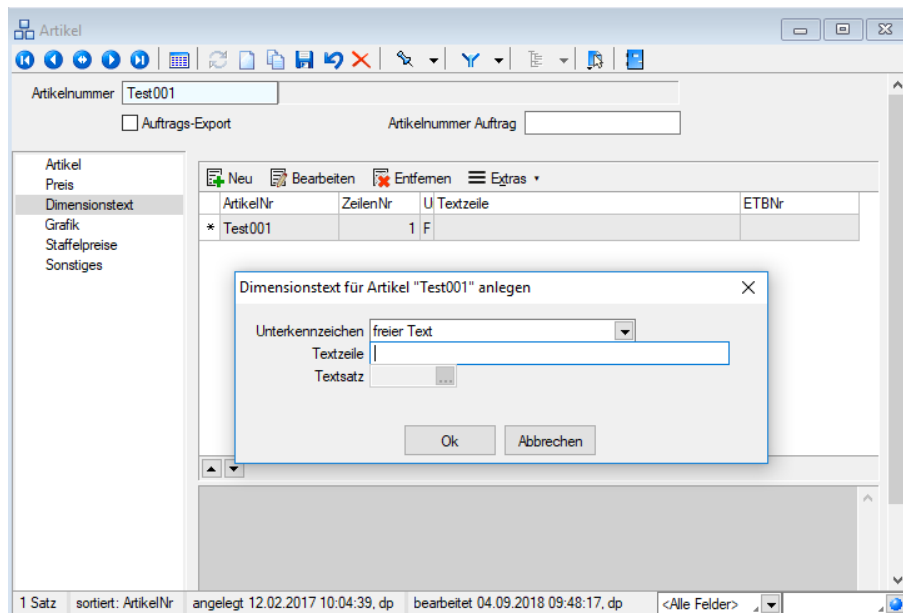 Artikel
Artikelnummer Test001
Auftrags-Export Artikelnummer Auftrag
Artikel
Preis
Dimensionstext
Grafik
Staffelpreise
Sonstiges
Neu Bearbeiten Entfernen Extras
ArtikelNr ZeilenNr U Textzeile ETBNr
* Test001 1 F
Dimensionstext für Artikel "Test001" anlegen
Unterkennzeichen freier Text
Textzeile
Textsatz ...
Ok Abbrechen
1 Satz sortiert: ArtikelNr angelegt 12.02.2017 10:04:39, dp bearbeitet 04.09.2018 09:48:17, dp <Alle Felder>